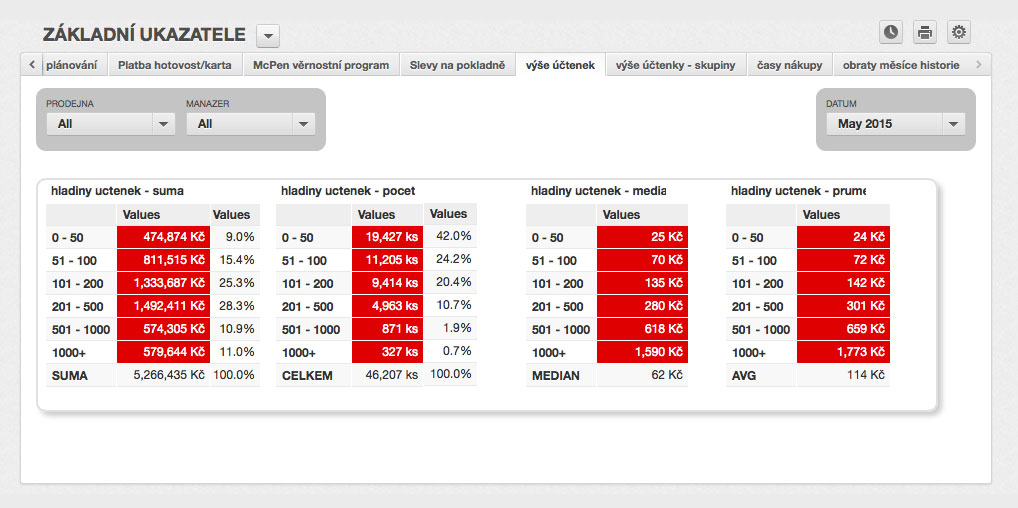 ZÁKLADNÍ UKAZATELE
plánování Platba hotovost/karta McPen věrnostní program Slevy na pokladně výše účtenek výše účtenky - skupiny časy nákupy obraty měsíce historie
PRODEJNA MANAZER DATUM
All All May 2015
hladiny uctenek - suma hladiny uctenek - pocet hladiny uctenek - media hladiny uctenek - prume
Values Values Values Values Values Values
0 - 50 474,874 Kč 9.0% 0 - 50 19,427 ks 42.0% 0 - 50 25 Kč 0 - 50 24 Kč
51 - 100 811,515 Kč 15.4% 51 - 100 11,205 ks 24.2% 51 - 100 70 Kč 51 - 100 72 Kč
101 - 200 1,333,687 Kč 25.3% 101 - 200 9,414 ks 20.4% 101 - 200 135 Kč 101 - 200 142 Kč
201 - 500 1,492,411 Kč 28.3% 201 - 500 4,963 ks 10.7% 201 - 500 280 Kč 201 - 500 301 Kč
501 - 1000 574,305 Kč 10.9% 501 - 1000 871 ks 1.9% 501 - 1000 618 Kč 501 - 1000 659 Kč
1000+ 579,644 Kč 11.0% 1000+ 327 ks 0.7% 1000+ 1,590 Kč 1000+ 1,773 Kč
SUMA 5,266,435 Kč 100.0% CELKEM 46,207 ks 100.0% MEDIAN 62 Kč AVG 114 Kč